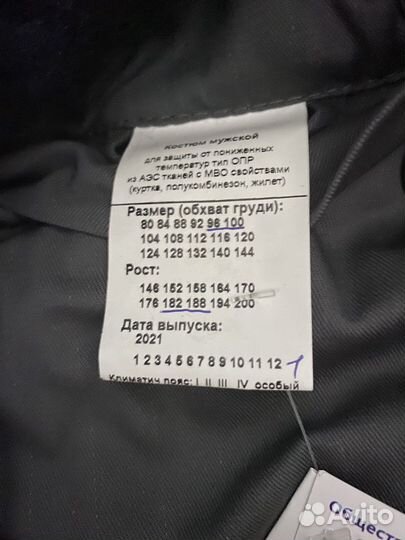 Костюм мужской
для защиты от пониженных
температур тип ОПР
из АЭС тканей с МВО свойствами
(куртка, полукомбинезон, жилет)
Размер (обхват груди):
80 84 88 92 96 100
104 108 112 116 120
124 128 132 140 144
Рост:
146 152 158 164 170
176 182 188 194 200
Дата выпуска:
2021
1 2 3 4 5 6 7 8 9 10 11 12
Климатич пояс: I II III IV особый
Общест
Avito